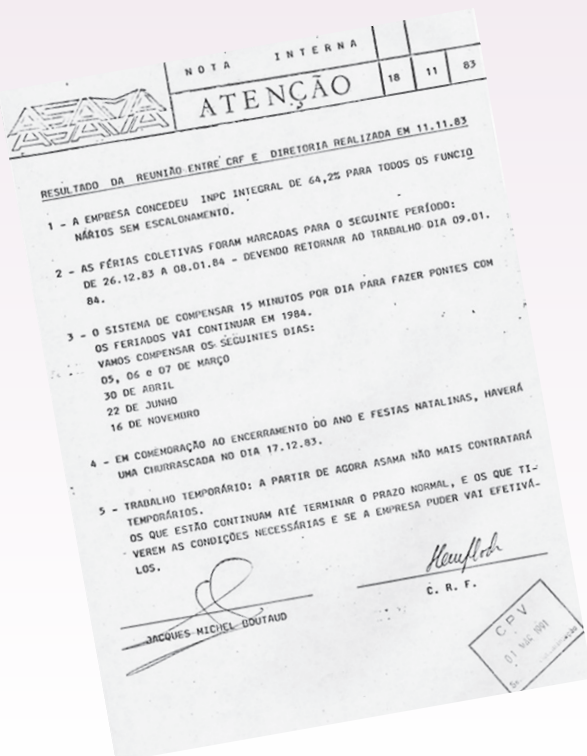 NOTA INTERNA
ASAMA
ATENÇÃO
18 11 83
RESULTADO DA REUNIÃO ENTRE CRF E DIRETORIA REALIZADA EM 11.11.83
1 - A EMPRESA CONCEDEU INPC INTEGRAL DE 64,2% PARA TODOS OS FUNCIO
NÁRIOS SEM ESCALONAMENTO.
2 - AS FÉRIAS COLETIVAS FORAM MARCADAS PARA O SEGUINTE PERÍODO:
DE 26.12.83 A 08.01.84 - DEVENDO RETORNAR AO TRABALHO DIA 09.01.
84.
3 - O SISTEMA DE COMPENSAR 15 MINUTOS POR DIA PARA FAZER PONTES COM
OS FERIADOS VAI CONTINUAR EM 1984.
VAMOS COMPENSAR OS SEGUINTES DIAS:
05, 06 e 07 DE MARÇO
30 DE ABRIL
22 DE JUNHO
16 DE NOVEMBRO
4 - EM COMEMORAÇÃO AO ENCERRAMENTO DO ANO E FESTAS NATALINAS, HAVERÁ
UMA CHURRASCADA NO DIA 17.12.83.
5 - TRABALHO TEMPORÁRIO: A PARTIR DE AGORA ASAMA NÃO MAIS CONTRATARÁ
TEMPORÁRIOS.
OS QUE ESTÃO CONTINUAM ATÉ TERMINAR O PRAZO NORMAL, E OS QUE TI-
VEREM AS CONDIÇÕES NECESSÁRIAS E SE A EMPRESA PUDER VAI EFETIVÁ-
LOS.
JACQUES MICHEL BOUTAUD
C. R. F.
CPV
01 1991